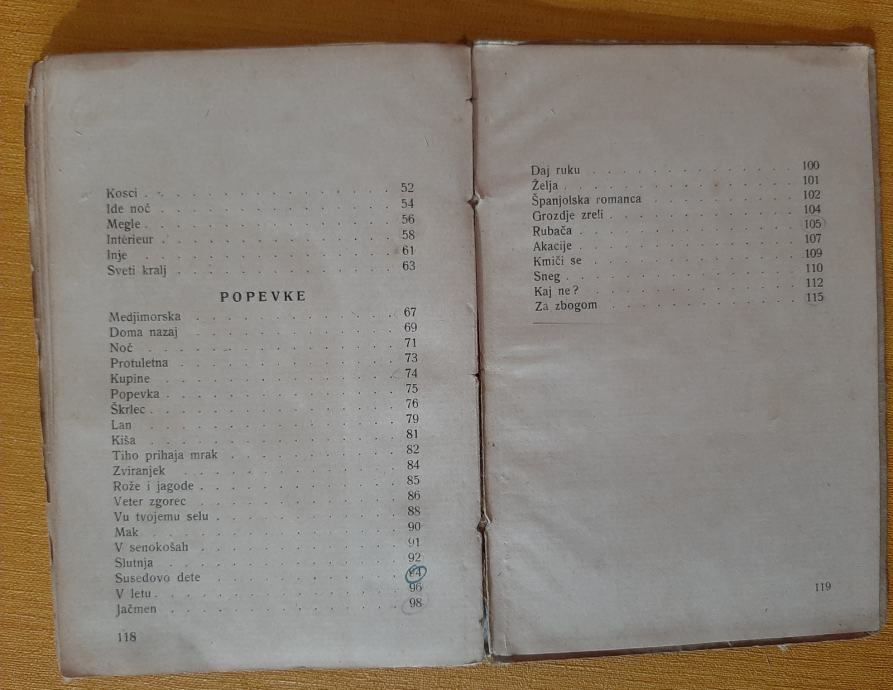 Kosci . . . . . . . . . . . . . 52
Ide noč . . . . . . . . . . . . . 54
Megle . . . . . . . . . . . . . 56
Intérieur . . . . . . . . . . . . . 58
Inje . . . . . . . . . . . . . 61
Sveti kralj . . . . . . . . . . . . . 63
POPEVKE
Medjimorska . . . . . . . . . . . . . 67
Doma nazaj . . . . . . . . . . . . . 69
Noč . . . . . . . . . . . . . 71
Protuletna . . . . . . . . . . . . . 73
Kupine . . . . . . . . . . . . . 74
Popevka . . . . . . . . . . . . . 75
Škrlec . . . . . . . . . . . . . 76
Lan . . . . . . . . . . . . . 79
Kiša . . . . . . . . . . . . . 81
Tiho prihaja mrak . . . . . . . . . . . . . 82
Zviranjek . . . . . . . . . . . . . 84
Rože i jagode . . . . . . . . . . . . . 85
Veter zgorec . . . . . . . . . . . . . 86
Vu tvojemu selu . . . . . . . . . . . . . 88
Mak . . . . . . . . . . . . . 90
V senokošah . . . . . . . . . . . . . 91
Slutnja . . . . . . . . . . . . . 92
Susedovo dete . . . . . . . . . . . . . 94
V letu . . . . . . . . . . . . . 96
Jačmen . . . . . . . . . . . . . 98
118
Daj ruku . . . . . . . . . . . . . 100
Želja . . . . . . . . . . . . . 101
Španjolska romanca . . . . . . . . . . . . . 102
Grozdje zreli . . . . . . . . . . . . . 104
Rubača . . . . . . . . . . . . . 105
Akacije . . . . . . . . . . . . . 107
Kmiči se . . . . . . . . . . . . . 109
Sneg . . . . . . . . . . . . . 110
Kaj ne? . . . . . . . . . . . . . 112
Za zbogom . . . . . . . . . . . . . 115
119